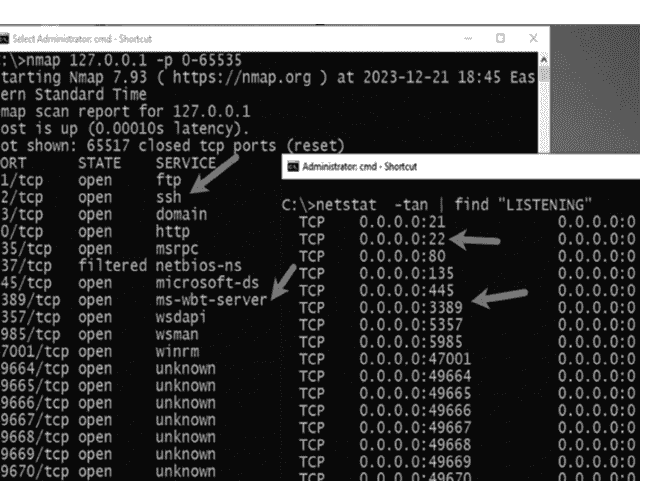 Select Administrator: cmd - Shortcut
:\>nmap 127.0.0.1 -p 0-65535
tarting Nmap 7.93 ( https://nmap.org ) at 2023-12-21 18:45 Eas
ern Standard Time
map scan report for 127.0.0.1
ost is up (0.00010s latency).
ot shown: 65517 closed tcp ports (reset)
ORT STATE SERVICE
1/tcp open ftp
2/tcp open ssh
3/tcp open domain
0/tcp open http
35/tcp open msrpc
37/tcp filtered netbios-ns
45/tcp open microsoft-ds
389/tcp open ms-wbt-server
357/tcp open wsdapi
985/tcp open wsman
7001/tcp open winrm
9664/tcp open unknown
9665/tcp open unknown
9666/tcp open unknown
9667/tcp open unknown
9668/tcp open unknown
9669/tcp open unknown
9670/tcp open unknown
Administrator: cmd - Shortcut
C:\>netstat -tan | find "LISTENING"
TCP 0.0.0.0:21 0.0.0.0:0
TCP 0.0.0.0:22 0.0.0.0:0
TCP 0.0.0.0:80 0.0.0.0:0
TCP 0.0.0.0:135 0.0.0.0:0
TCP 0.0.0.0:445 0.0.0.0:0
TCP 0.0.0.0:3389 0.0.0.0:0
TCP 0.0.0.0:5357 0.0.0.0:0
TCP 0.0.0.0:5985 0.0.0.0:0
TCP 0.0.0.0:47001 0.0.0.0:0
TCP 0.0.0.0:49664 0.0.0.0:0
TCP 0.0.0.0:49665 0.0.0.0:0
TCP 0.0.0.0:49666 0.0.0.0:0
TCP 0.0.0.0:49667 0.0.0.0:0
TCP 0.0.0.0:49668 0.0.0.0:0
TCP 0.0.0.0:49669 0.0.0.0:0
TCP 0.0.0.0:49670 0.0.0.0:0